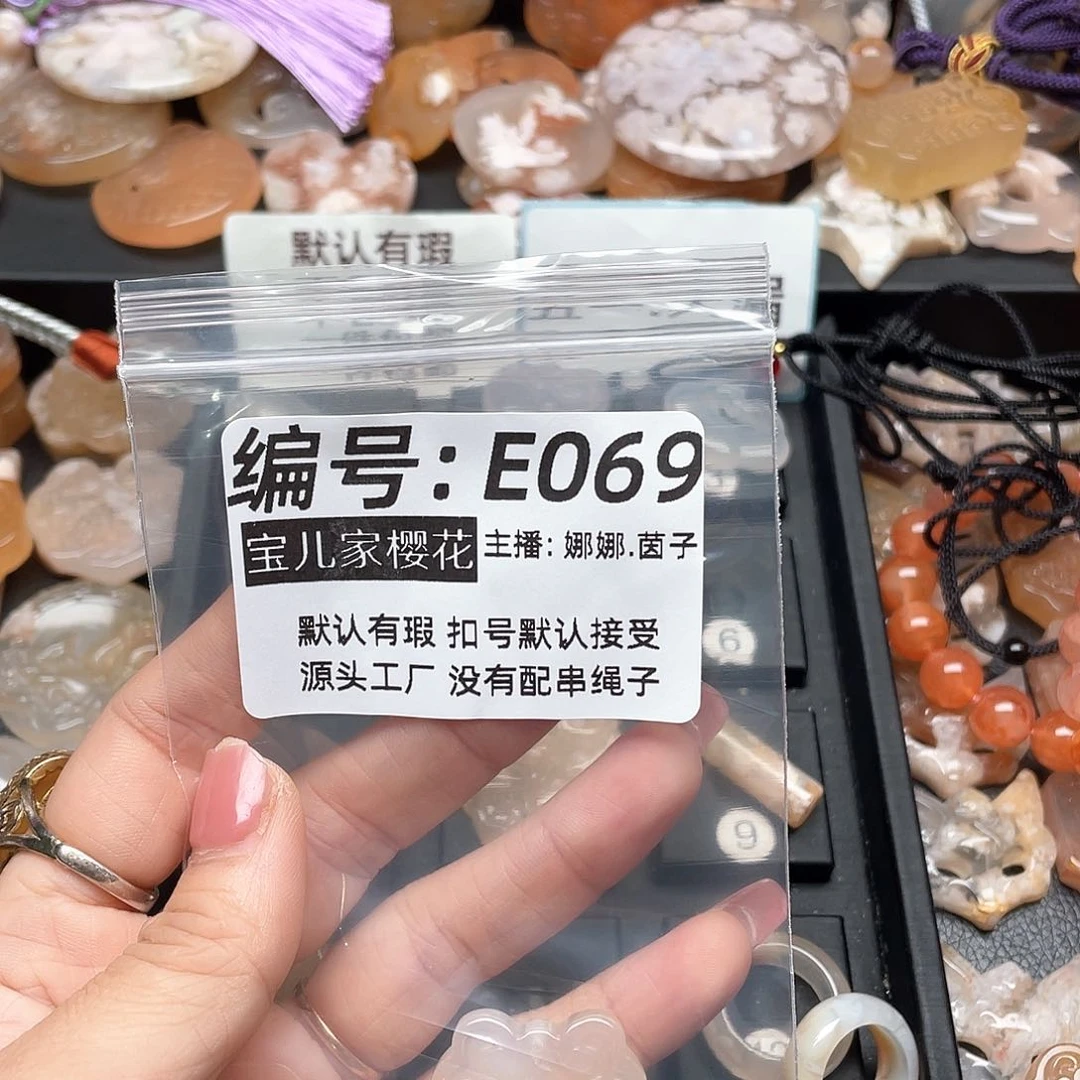 默认有瑕
编号: E069
宝儿家樱花 主播: 娜娜.茵子
默认有瑕 扣号默认接受
源头工厂 没有配串绳子
6
9
10